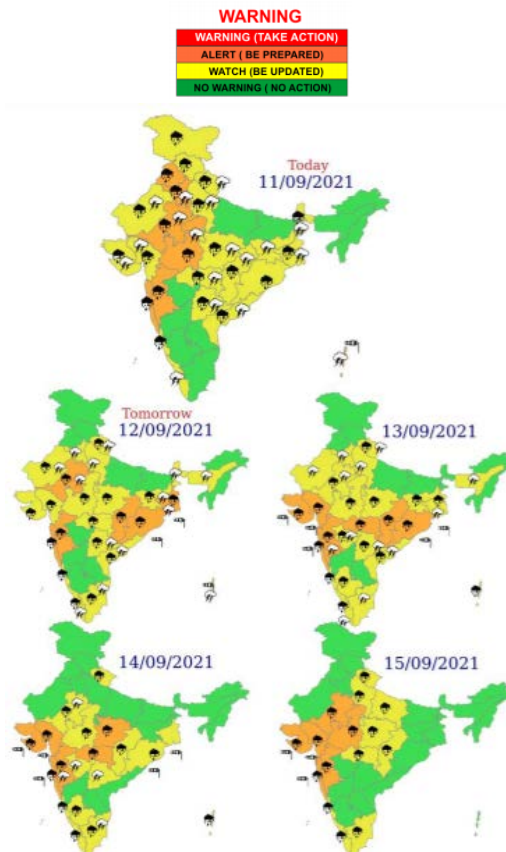 WARNING
WARNING (TAKE ACTION)
ALERT ( BE PREPARED)
WATCH (BE UPDATED)
NO WARNING ( NO ACTION)
Today
11/09/2021
Tomorrow
12/09/2021
13/09/2021
14/09/2021
15/09/2021